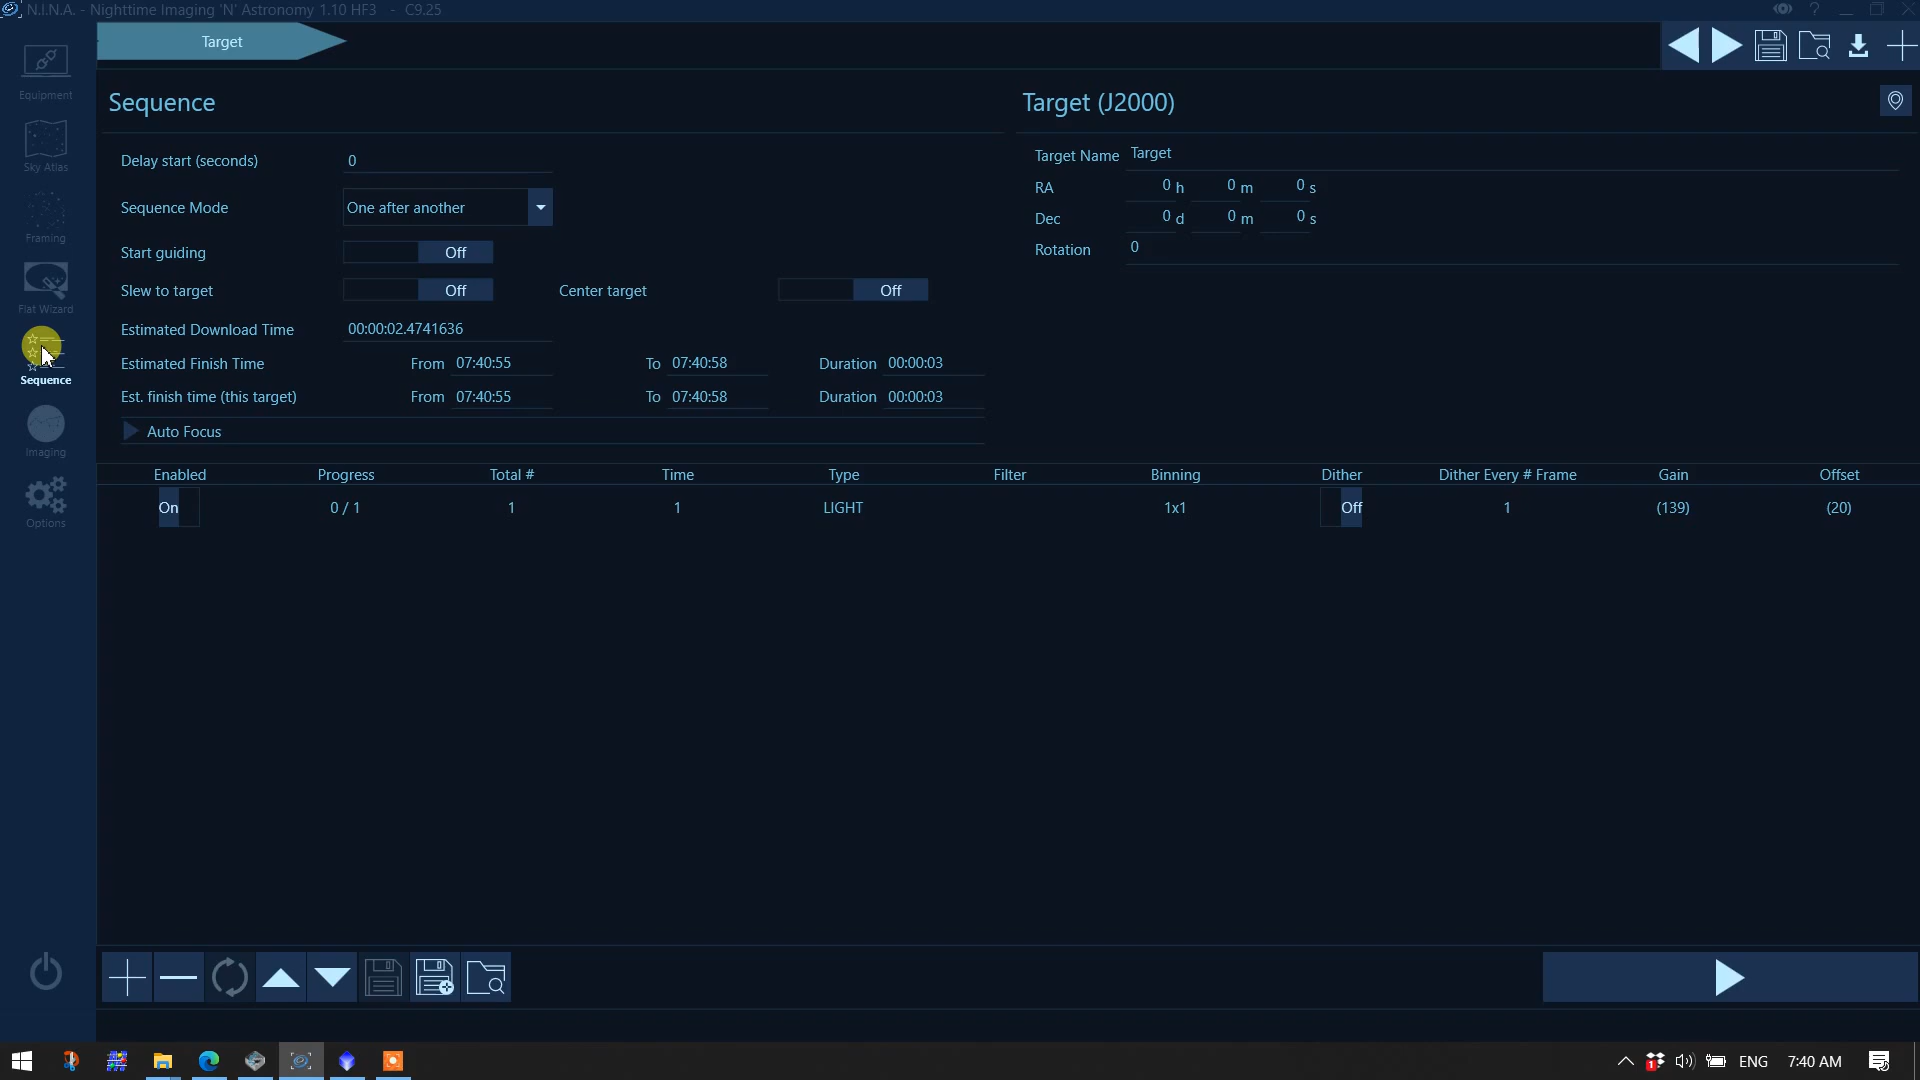 N.I.N.A. - Nighttime Imaging 'N' Astronomy 1.10 HF3 - C9.25
Target
Equipment
Sky Atlas
Framing
Flat Wizard
Sequence
Imaging
Options
Sequence
Delay start (seconds) 0
Sequence Mode One after another
Start guiding Off
Slew to target Off Center target Off
Estimated Download Time 00:00:02.4741636
Estimated Finish Time From 07:40:55 To 07:40:58 Duration 00:00:03
Est. finish time (this target) From 07:40:55 To 07:40:58 Duration 00:00:03
Auto Focus
Target (J2000)
Target Name Target
RA 0 h 0 m 0 s
Dec 0 d 0 m 0 s
Rotation 0
Enabled Progress Total # Time Type Filter Binning Dither Dither Every # Frame Gain Offset
On 0 / 1 1 1 LIGHT 1x1 Off 1 (139) (20)
1 ENG 7:40 AM